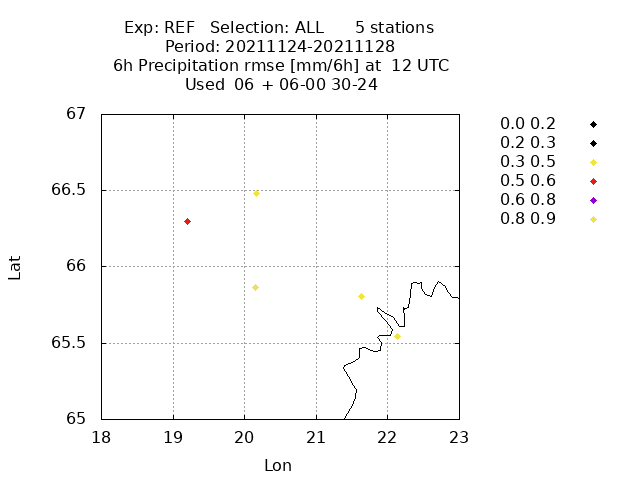 Exp: REF Selection: ALL 5 stations
Period: 20211124-20211128
6h Precipitation rmse [mm/6h] at 12 UTC
Used 06 + 06-00 30-24
67
66.5
66
65.5
65
Lat
18 19 20 21 22 23
Lon
0.0 0.2
0.2 0.3
0.3 0.5
0.5 0.6
0.6 0.8
0.8 0.9